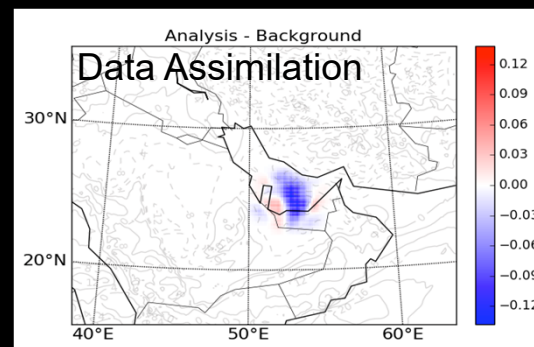 Analysis - Background
Data Assimilation
30°N
20°N
40°E
50°E
60°E
0.12
0.09
0.06
0.03
0.00
−0.03
−0.06
−0.09
−0.12